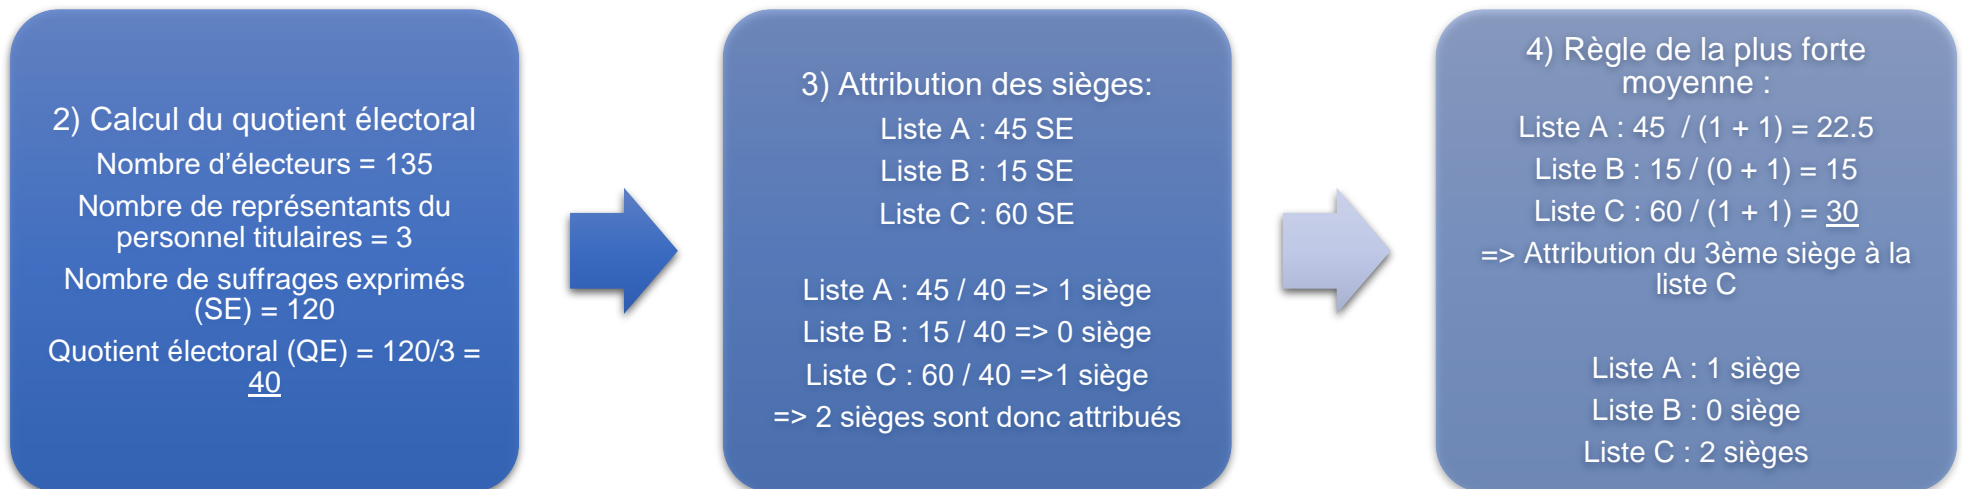 2) Calcul du quotient électoral
Nombre d'électeurs = 135
Nombre de représentants du
personnel titulaires = 3
Nombre de suffrages exprimés
(SE) = 120
Quotient électoral (QE) = 120/3 =
40
3) Attribution des sièges:
Liste A : 45 SE
Liste B : 15 SE
Liste C : 60 SE
Liste A : 45 / 40 => 1 siège
Liste B : 15 / 40 => 0 siège
Liste C : 60 / 40 =>1 siège
=> 2 sièges sont donc attribués
4) Règle de la plus forte
moyenne :
Liste A : 45 / (1 + 1) = 22.5
Liste B : 15 / (0 + 1) = 15
Liste C : 60 / (1 + 1) = 30
=> Attribution du 3ème siège à la
liste C
Liste A : 1 siège
Liste B : 0 siège
Liste C : 2 sièges